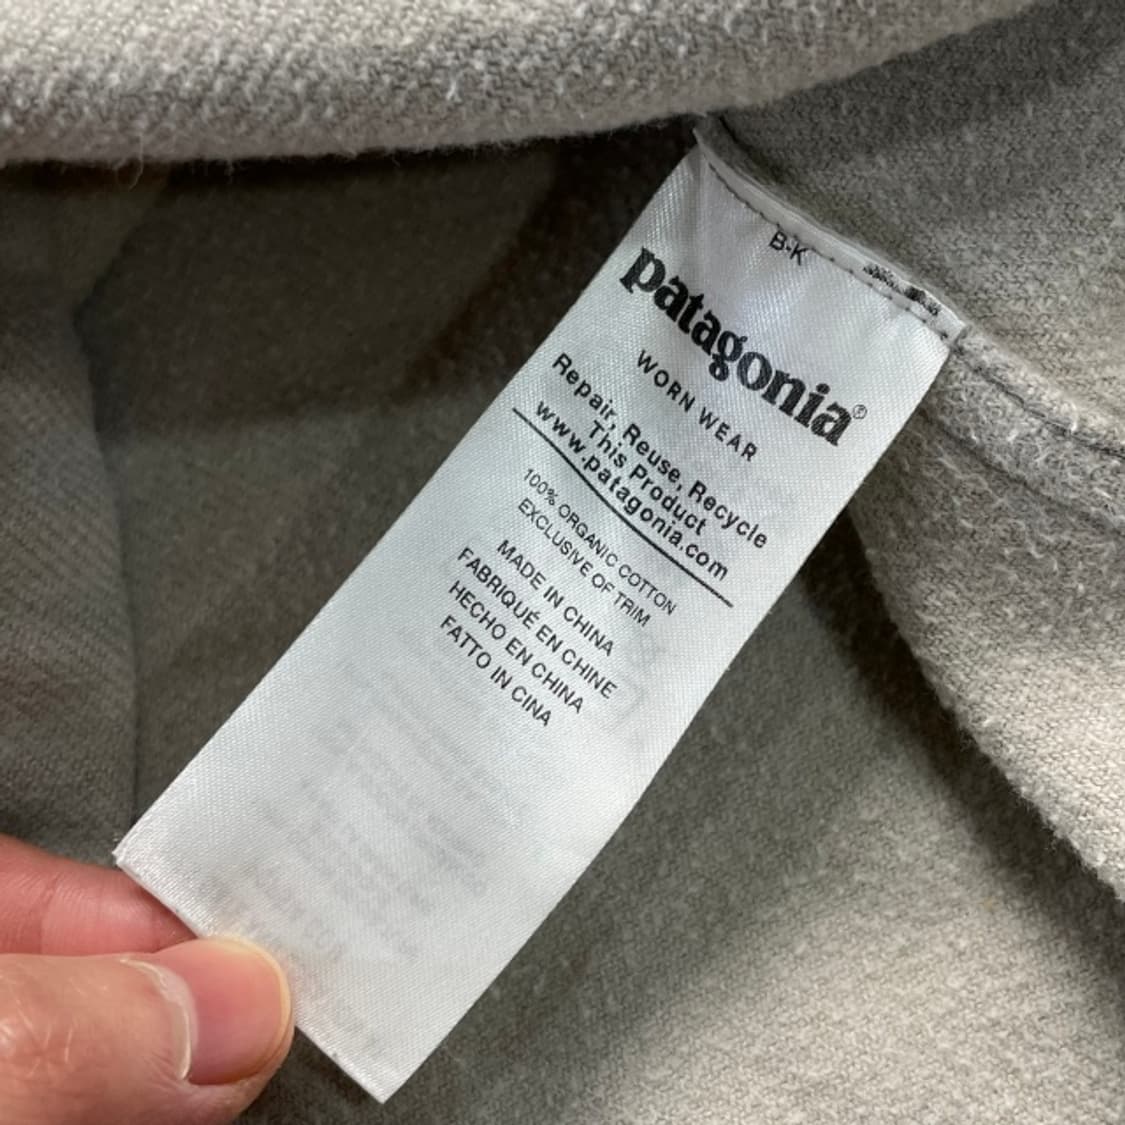 B-K
patagonia®
WORN WEAR
Repair, Reuse, Recycle
This Product
www.patagonia.com
100% ORGANIC COTTON
EXCLUSIVE OF TRIM
MADE IN CHINA
FABRIQUÉ EN CHINE
HECHO EN CHINA
FATTO IN CINA